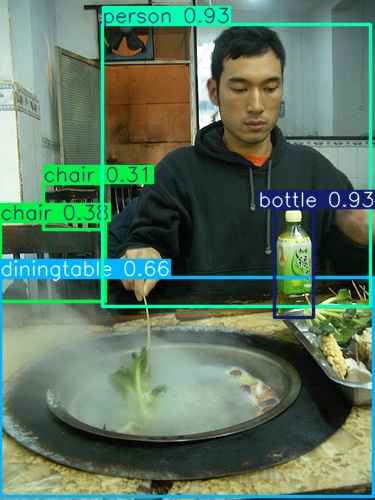 person 0.93
chair 0.31
bottle 0.93
chair 0.38
diningtable 0.66